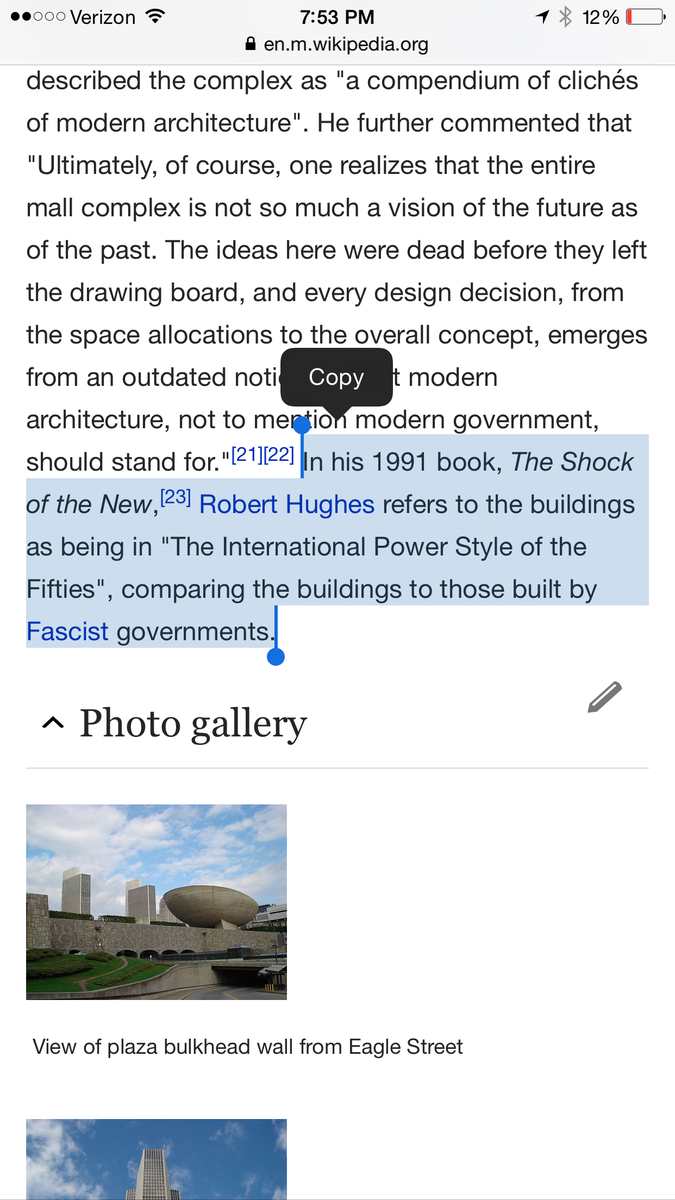 Verizon 7:53 PM 12%
en.m.wikipedia.org
described the complex as "a compendium of clichés
of modern architecture". He further commented that
"Ultimately, of course, one realizes that the entire
mall complex is not so much a vision of the future as
of the past. The ideas here were dead before they left
the drawing board, and every design decision, from
the space allocations to the overall concept, emerges
from an outdated Copy modern
architecture, not to mention modern government,
should stand for."[21][22] In his 1991 book, The Shock
of the New,[23] Robert Hughes refers to the buildings
as being in "The International Power Style of the
Fifties", comparing the buildings to those built by
Fascist governments.
Photo gallery
View of plaza bulkhead wall from Eagle Street